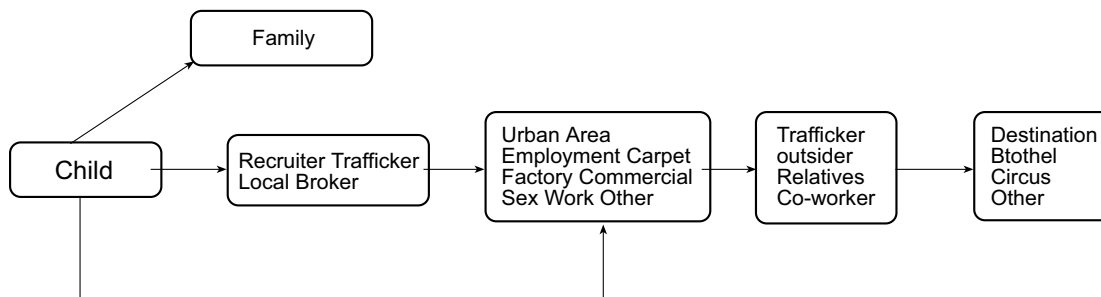 Family
Child
Recruiter Trafficker
Local Broker
Urban Area
Employment Carpet
Factory Commercial
Sex Work Other
Trafficker
outsider
Relatives
Co-worker
Destination
Btothel
Circus
Other